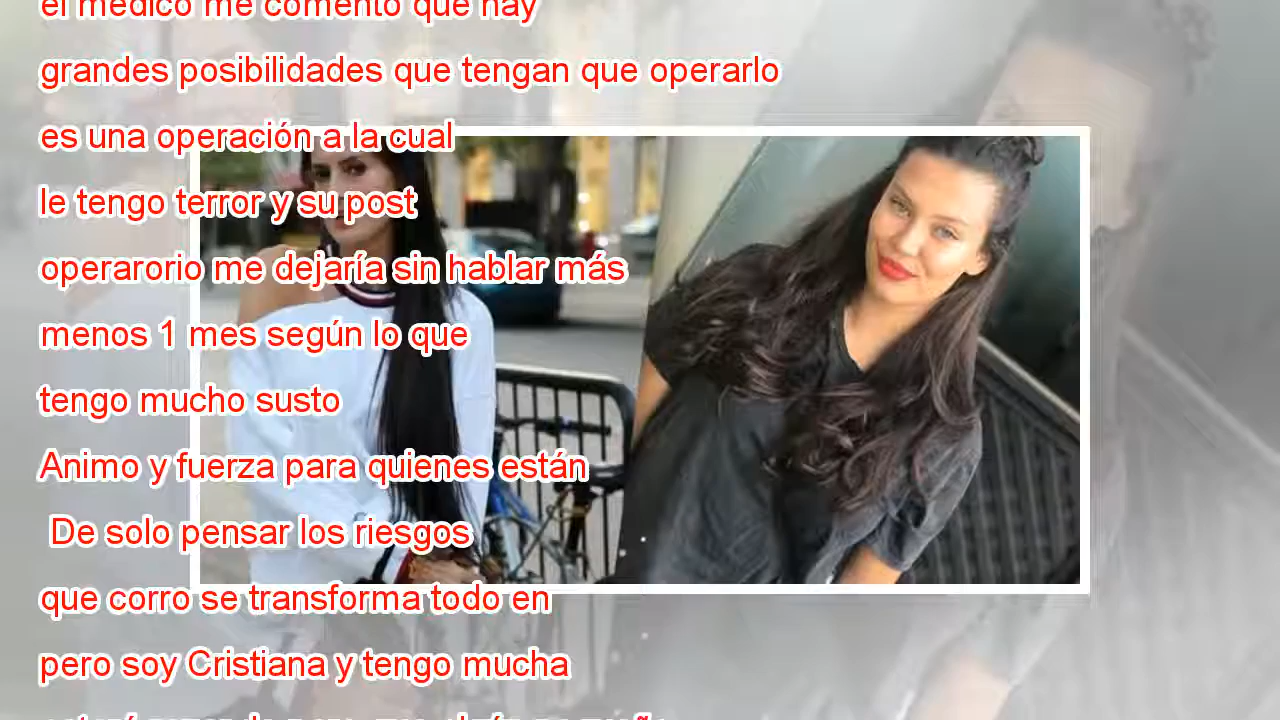 el médico me comentó que hay
grandes posibilidades que tengan que operarlo
es una operación a la cual
le tengo terror y su post
operarorio me dejaría sin hablar más
menos 1 mes según lo que
tengo mucho susto
Animo y fuerza para quienes están
De solo pensar los riesgos
que corro se transforma todo en
pero soy Cristiana y tengo mucha